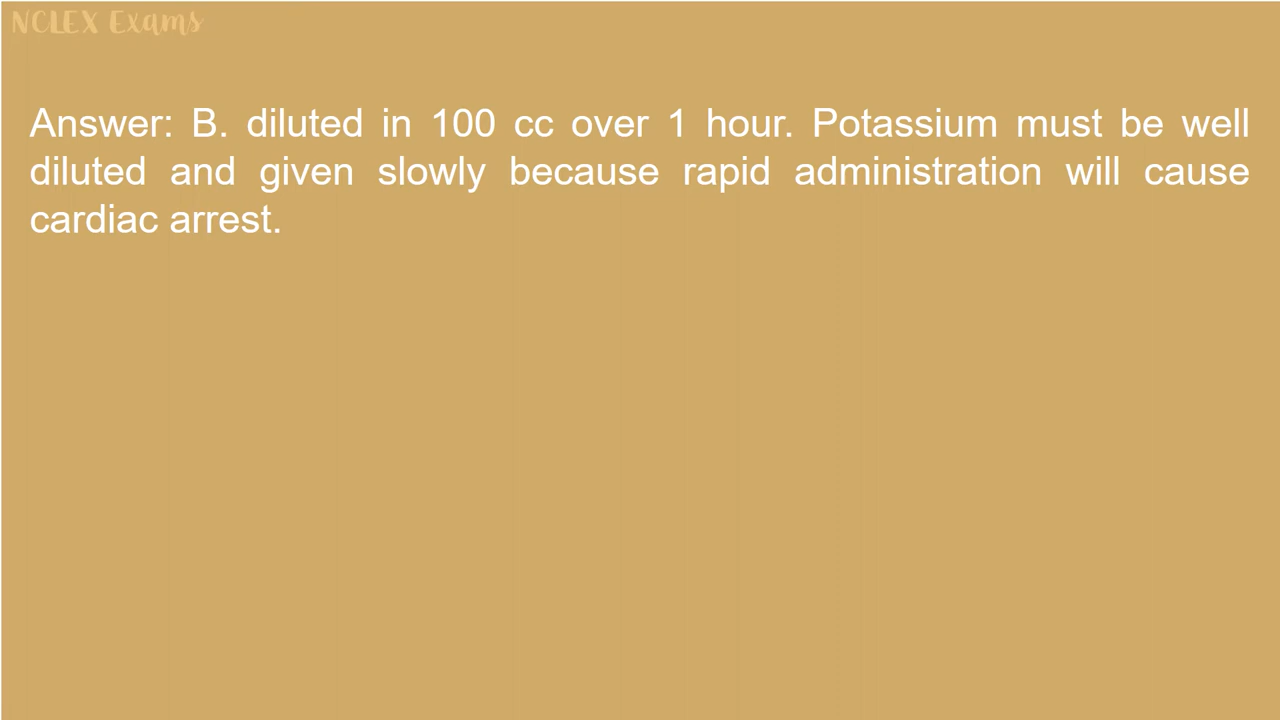 NCLEX Exams
Answer: B. diluted in 100 cc over 1 hour. Potassium must be well
diluted and given slowly because rapid administration will cause
cardiac arrest.